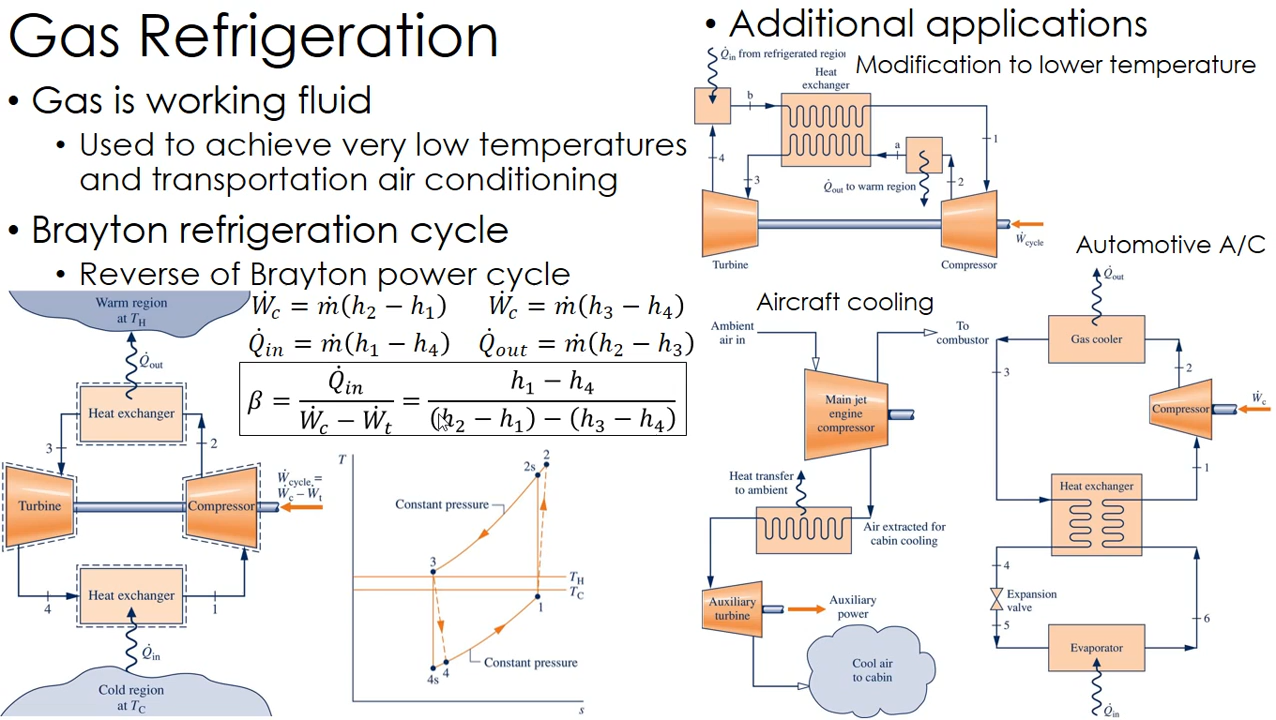 Gas Refrigeration
• Gas is working fluid
• Used to achieve very low temperatures
and transportation air conditioning
• Brayton refrigeration cycle
• Reverse of Brayton power cycle
Ẇc = ṁ(h2 − h1) Ẇc = ṁ(h3 − h4)
Q̇in = ṁ(h1 − h4) Q̇out = ṁ(h2 − h3)
β = Q̇in / (Ẇc − Ẇt) = (h1 − h4) / ((h2 − h1) − (h3 − h4))
Warm region
at TH
Q̇out
Heat exchanger
3
2
Turbine
Compressor
Ẇcycle =
Ẇc − Ẇt
4
Heat exchanger
1
Q̇in
Cold region
at TC
T
2
2s
Constant pressure
3
TH
TC
1
4
4s
Constant pressure
s
• Additional applications
Q̇in from refrigerated region
Modification to lower temperature
Heat
exchanger
b
1
a
4
3
Q̇out to warm region
2
Ẇcycle
Turbine
Compressor
Aircraft cooling
Ambient
air in
To
combustor
Main jet
engine
compressor
Heat transfer
to ambient
Air extracted for
cabin cooling
Auxiliary
turbine
Auxiliary
power
Cool air
to cabin
Automotive A/C
Q̇out
Gas cooler
3
2
Compressor
Ẇc
1
Heat exchanger
4
Expansion
valve
5
6
Evaporator
Q̇in